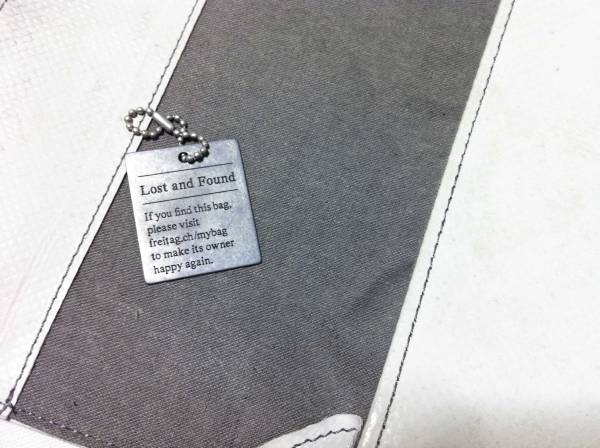 Lost and Found
If you find this bag,
please visit
freitag.ch/mybag
to make its owner
happy again.